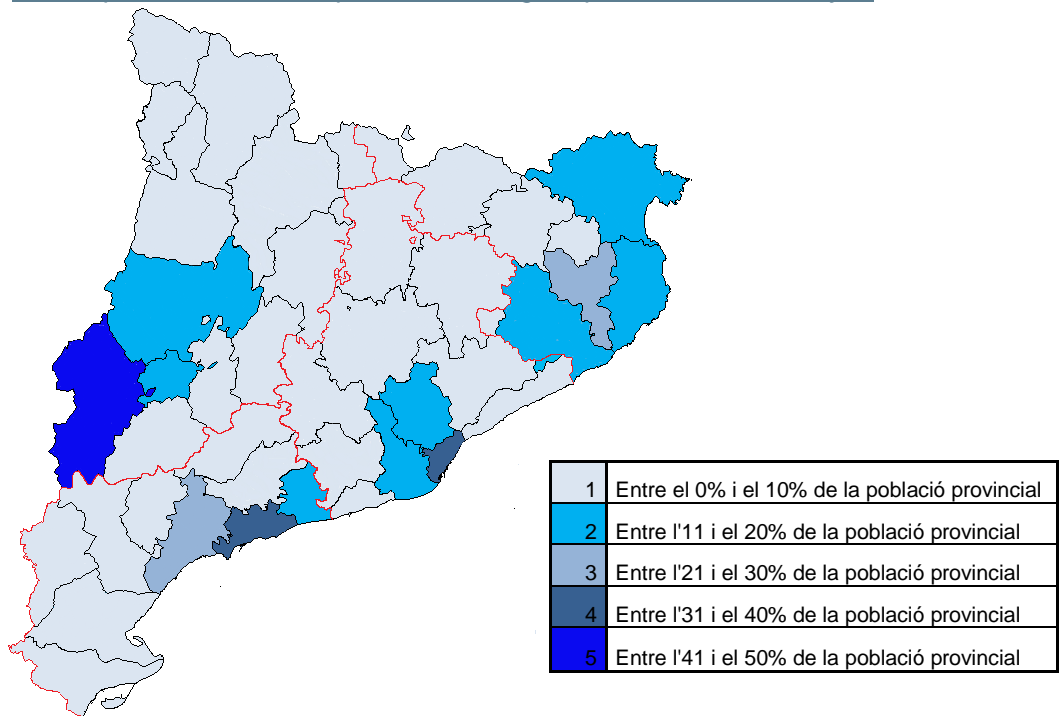 1 Entre el 0% i el 10% de la població provincial
2 Entre l'11 i el 20% de la població provincial
3 Entre l'21 i el 30% de la població provincial
4 Entre l'31 i el 40% de la població provincial
5 Entre l'41 i el 50% de la població provincial